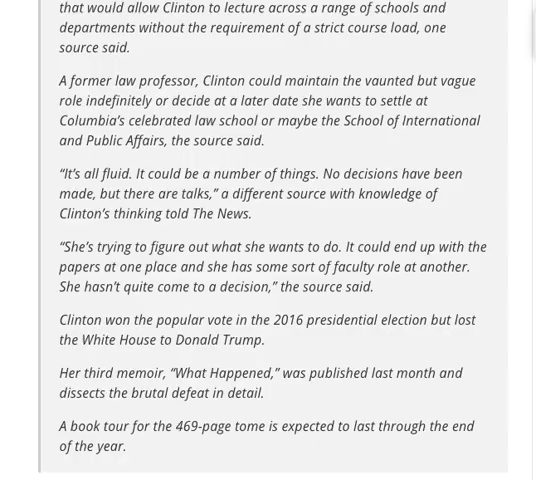 that would allow Clinton to lecture across a range of schools and
departments without the requirement of a strict course load, one
source said.
A former law professor, Clinton could maintain the vaunted but vague
role indefinitely or decide at a later date she wants to settle at
Columbia’s celebrated law school or maybe the School of International
and Public Affairs, the source said.
“It’s all fluid. It could be a number of things. No decisions have been
made, but there are talks,” a different source with knowledge of
Clinton’s thinking told The News.
“She’s trying to figure out what she wants to do. It could end up with the
papers at one place and she has some sort of faculty role at another.
She hasn’t quite come to a decision,” the source said.
Clinton won the popular vote in the 2016 presidential election but lost
the White House to Donald Trump.
Her third memoir, “What Happened,” was published last month and
dissects the brutal defeat in detail.
A book tour for the 469-page tome is expected to last through the end
of the year.